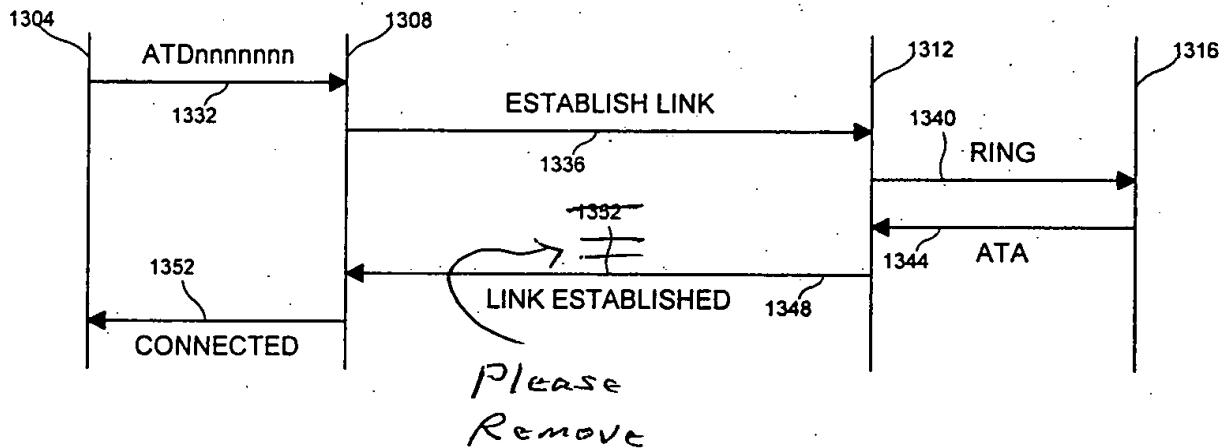 1304
1308
1312
1316
ATDnnnnnnn
1332
ESTABLISH LINK
1336
1340
RING
1352
1344
ATA
1352
LINK ESTABLISHED
1348
CONNECTED
Please
Remove